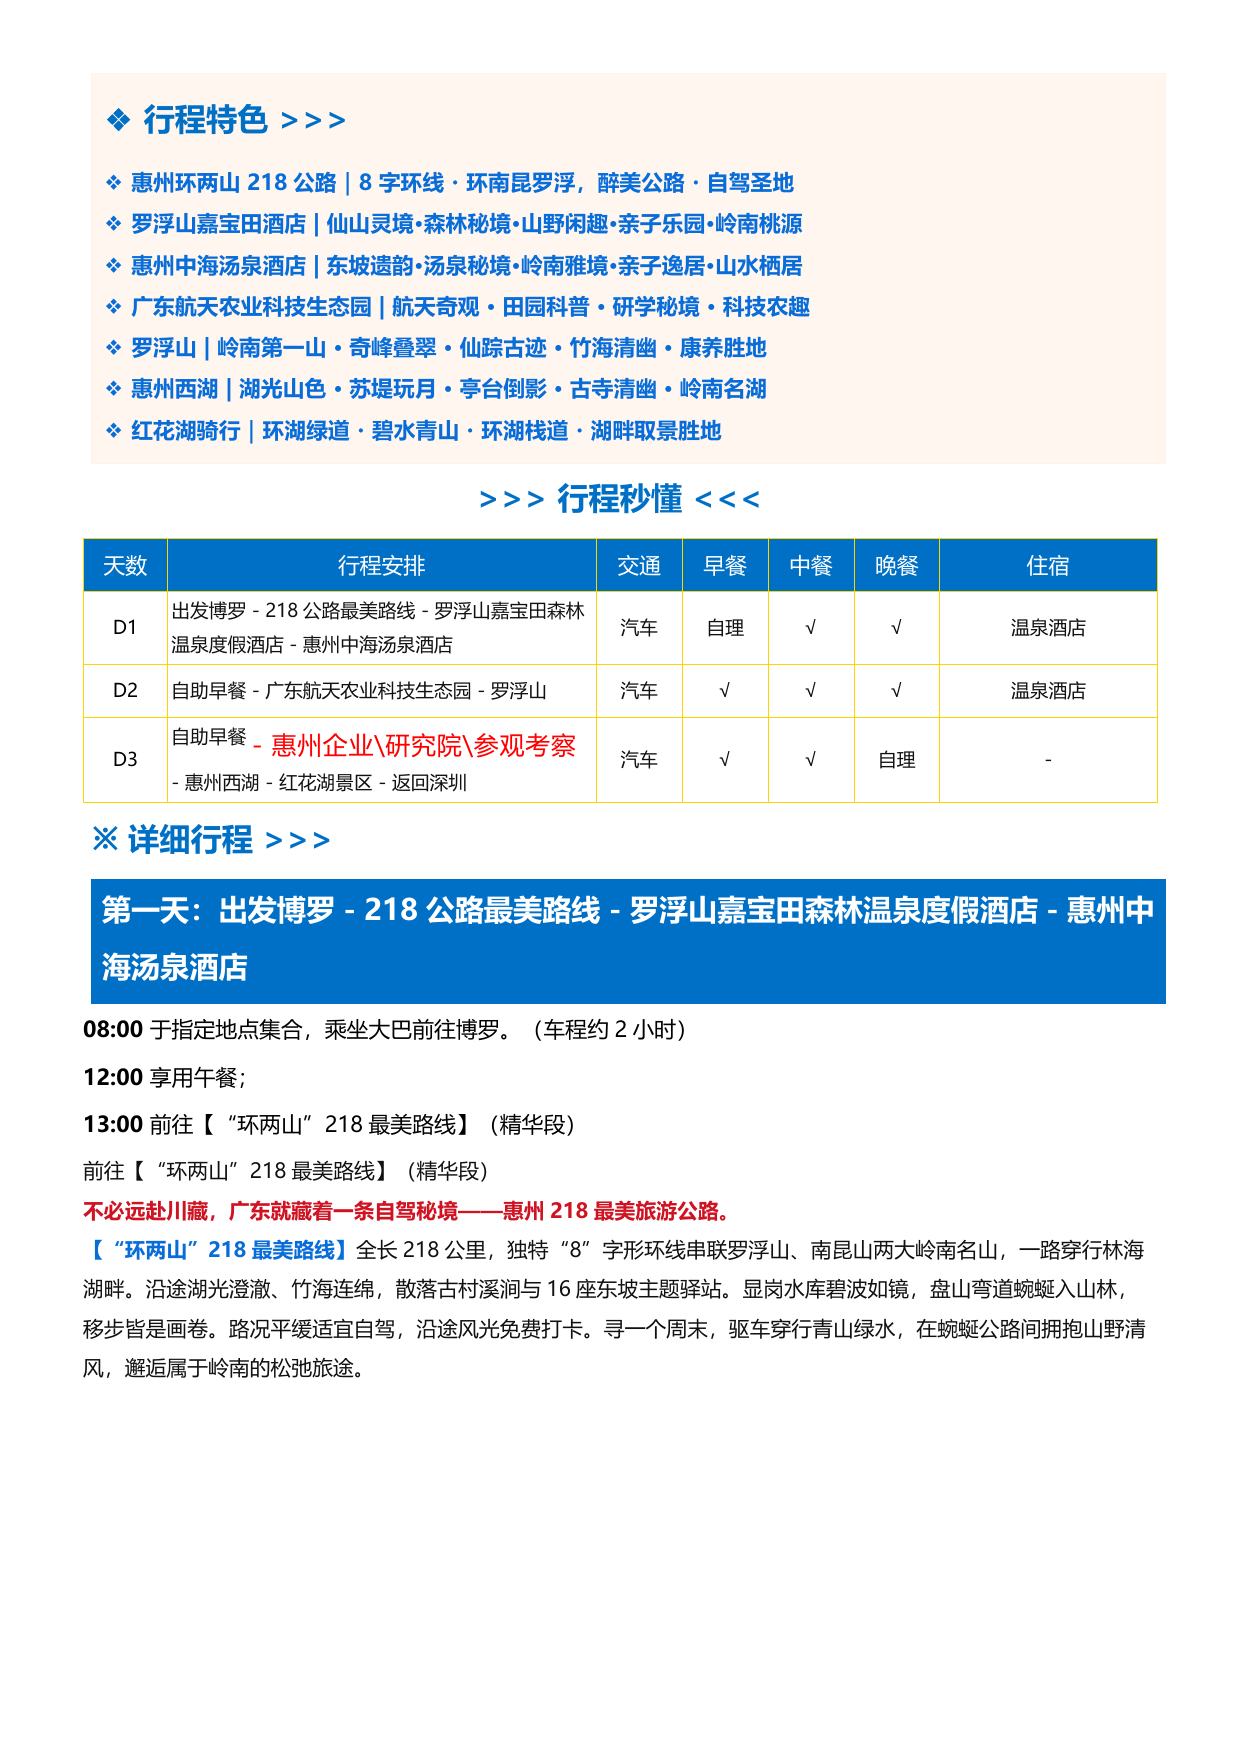 ❖ 行程特色 >>>
❖ 惠州环两山 218 公路 | 8 字环线 · 环南昆罗浮，醉美公路 · 自驾圣地
❖ 罗浮山嘉宝田酒店 | 仙山灵境•森林秘境•山野闲趣•亲子乐园•岭南桃源
❖ 惠州中海汤泉酒店 | 东坡遗韵•汤泉秘境•岭南雅境•亲子逸居•山水栖居
❖ 广东航天农业科技生态园 | 航天奇观 • 田园科普 • 研学秘境 • 科技农趣
❖ 罗浮山 | 岭南第一山 • 奇峰叠翠 • 仙踪古迹 • 竹海清幽 • 康养胜地
❖ 惠州西湖 | 湖光山色 • 苏堤玩月 • 亭台倒影 • 古寺清幽 • 岭南名湖
❖ 红花湖骑行 | 环湖绿道 · 碧水青山 · 环湖栈道 · 湖畔取景胜地
>>> 行程秒懂 <<<
天数 行程安排 交通 早餐 中餐 晚餐 住宿
D1 出发博罗 - 218 公路最美路线 - 罗浮山嘉宝田森林
温泉度假酒店 - 惠州中海汤泉酒店 汽车 自理 √ √ 温泉酒店
D2 自助早餐 - 广东航天农业科技生态园 - 罗浮山 汽车 √ √ √ 温泉酒店
D3 自助早餐 - 惠州企业\研究院\参观考察
- 惠州西湖 - 红花湖景区 - 返回深圳 汽车 √ √ 自理 -
※ 详细行程 >>>
第一天：出发博罗 - 218 公路最美路线 - 罗浮山嘉宝田森林温泉度假酒店 - 惠州中
海汤泉酒店
08:00 于指定地点集合，乘坐大巴前往博罗。（车程约 2 小时）
12:00 享用午餐；
13:00 前往【“环两山”218 最美路线】（精华段）
前往【“环两山”218 最美路线】（精华段）
不必远赴川藏，广东就藏着一条自驾秘境——惠州 218 最美旅游公路。
【“环两山”218 最美路线】全长 218 公里，独特“8”字形环线串联罗浮山、南昆山两大岭南名山，一路穿行林海
湖畔。沿途湖光澄澈、竹海连绵，散落古村溪涧与 16 座东坡主题驿站。显岗水库碧波如镜，盘山弯道蜿蜒入山林，
移步皆是画卷。路况平缓适宜自驾，沿途风光免费打卡。寻一个周末，驱车穿行青山绿水，在蜿蜒公路间拥抱山野清
风，邂逅属于岭南的松弛旅途。